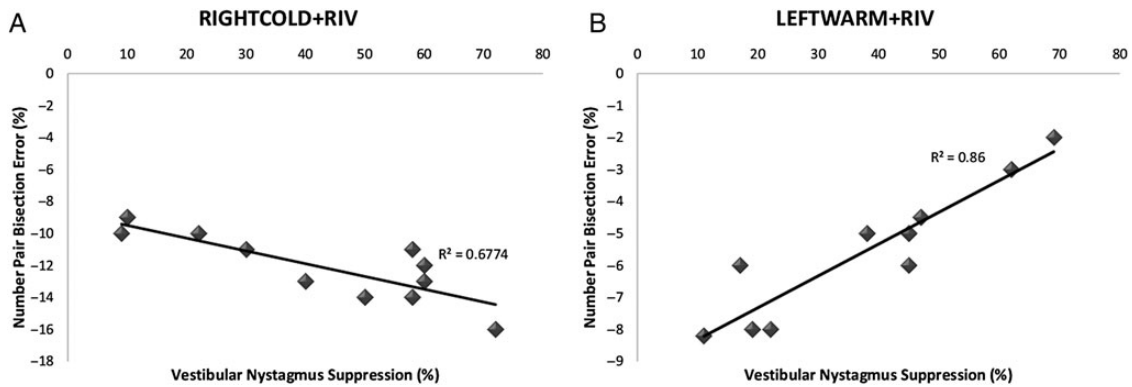 A
RIGHTCOLD+RIV
0 10 20 30 40 50 60 70 80
0
−2
−4
−6
−8
−10
−12
−14
−16
−18
Number Pair Bisection Error (%)
R² = 0.6774
Vestibular Nystagmus Suppression (%)
B
LEFTWARM+RIV
0 10 20 30 40 50 60 70 80
0
−1
−2
−3
−4
−5
−6
−7
−8
−9
Number Pair Bisection Error (%)
R² = 0.86
Vestibular Nystagmus Suppression (%)